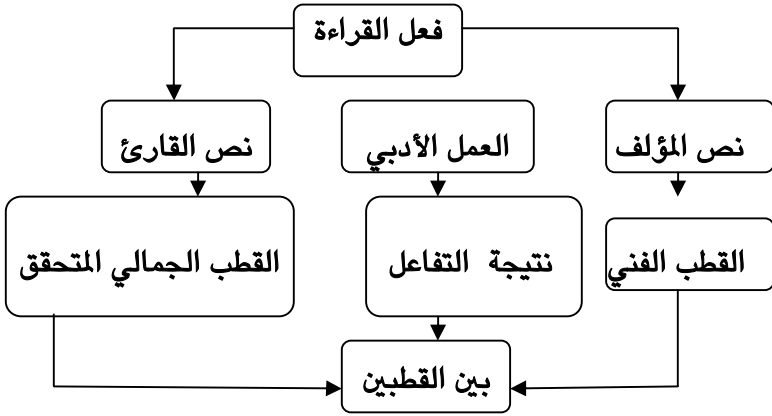 فعل القراءة
نص المؤلف
العمل الأدبي
نص القارئ
القطب الفني
نتيجة التفاعل
القطب الجمالي المتحقق
بين القطبين